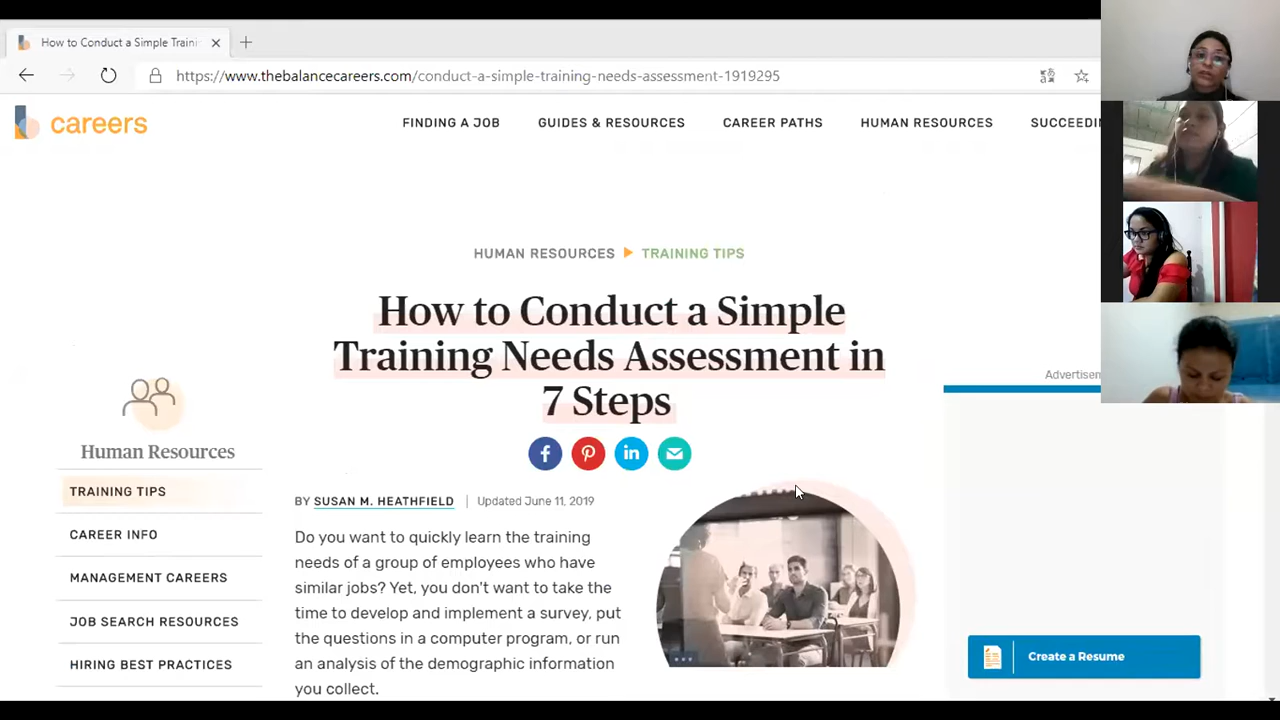 How to Conduct a Simple Traini
https://www.thebalancecareers.com/conduct-a-simple-training-needs-assessment-1919295
careers
FINDING A JOB
GUIDES & RESOURCES
CAREER PATHS
HUMAN RESOURCES
SUCCEEDIN
HUMAN RESOURCES
TRAINING TIPS
How to Conduct a Simple
Training Needs Assessment in
7 Steps
Human Resources
TRAINING TIPS
CAREER INFO
MANAGEMENT CAREERS
JOB SEARCH RESOURCES
HIRING BEST PRACTICES
BY SUSAN M. HEATHFIELD
Updated June 11, 2019
Do you want to quickly learn the training
needs of a group of employees who have
similar jobs? Yet, you don't want to take the
time to develop and implement a survey, put
the questions in a computer program, or run
an analysis of the demographic information
you collect.
Advertisem
Create a Resume